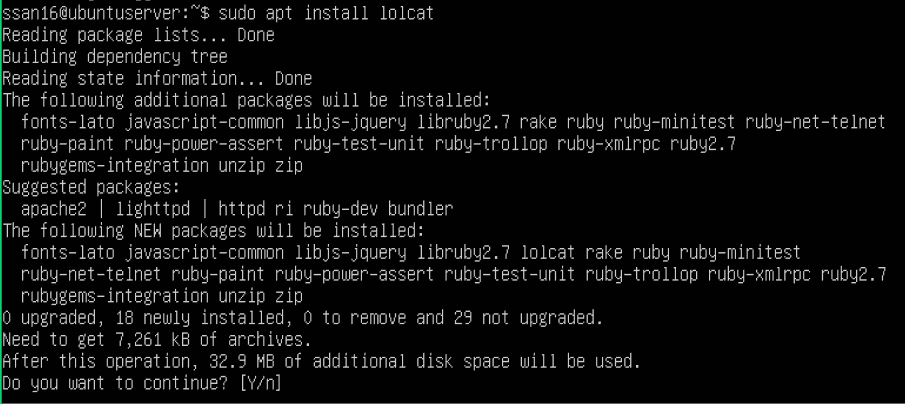 ssan16@ubuntuserver:~$ sudo apt install lolcat
Reading package lists... Done
Building dependency tree
Reading state information... Done
The following additional packages will be installed:
  fonts-lato javascript-common libjs-jquery libruby2.7 rake ruby ruby-minitest ruby-net-telnet
  ruby-paint ruby-power-assert ruby-test-unit ruby-trollop ruby-xmlrpc ruby2.7
  rubygems-integration unzip zip
Suggested packages:
  apache2 | lighttpd | httpd ri ruby-dev bundler
The following NEW packages will be installed:
  fonts-lato javascript-common libjs-jquery libruby2.7 lolcat rake ruby ruby-minitest
  ruby-net-telnet ruby-paint ruby-power-assert ruby-test-unit ruby-trollop ruby-xmlrpc ruby2.7
  rubygems-integration unzip zip
0 upgraded, 18 newly installed, 0 to remove and 29 not upgraded.
Need to get 7,261 kB of archives.
After this operation, 32.9 MB of additional disk space will be used.
Do you want to continue? [Y/n]